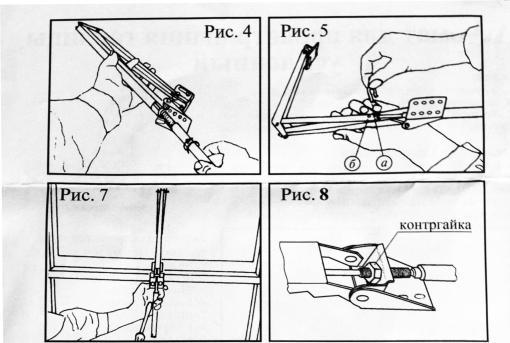 Рис. 4
Рис. 5
б
а
Рис. 7
Рис. 8
контргайка